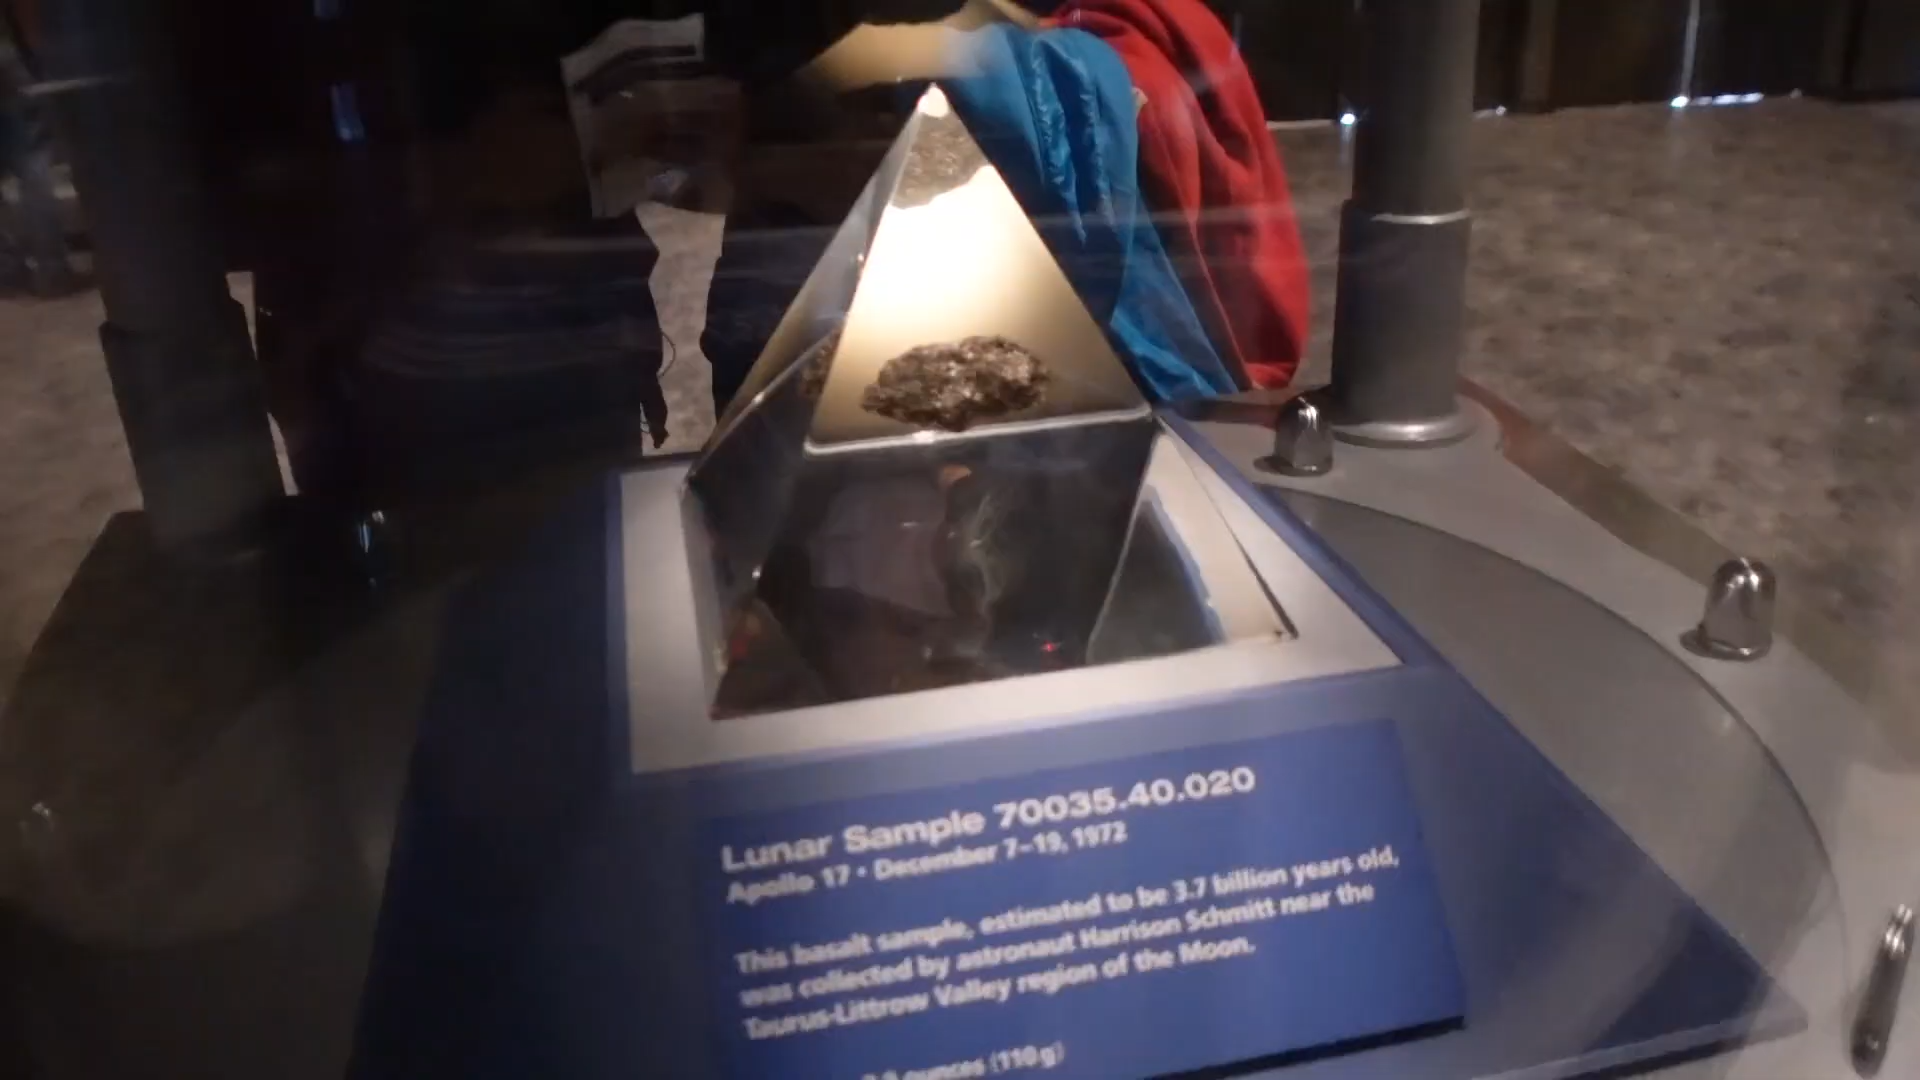 Lunar Sample 70035.40.020
Apollo 17 • December 7–19, 1972
This basalt sample, estimated to be 3.7 billion years old,
was collected by astronaut Harrison Schmitt near the
Taurus-Littrow Valley region of the Moon.
ounces (110g)